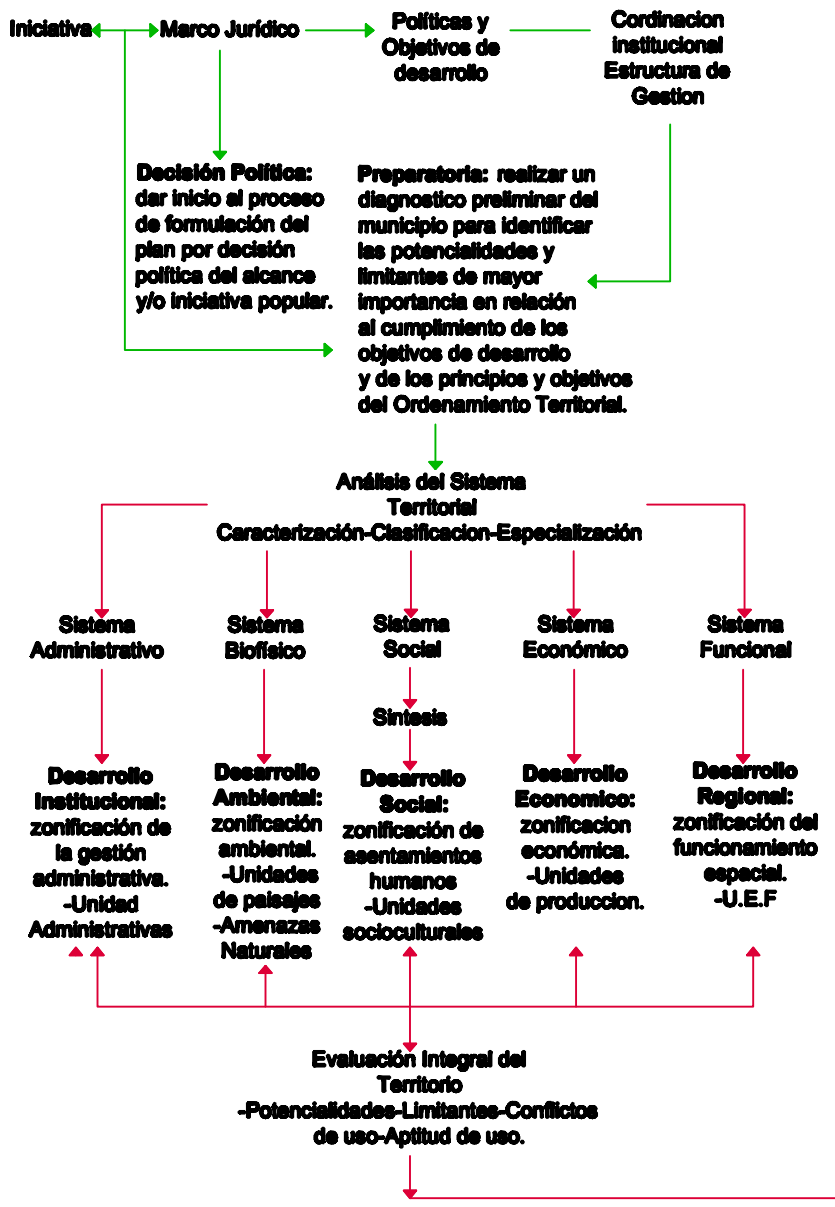 Iniciativa
Marco Jurídico
Políticas y
Objetivos de
desarrollo
Cordinacion
institucional
Estructura de
Gestion
Decisión Política:
dar inicio al proceso
de formulación del
plan por decisión
política del alcance
y/o iniciativa popular.
Preparatoria: realizar un
diagnostico preliminar del
municipio para identificar
las potencialidades y
limitantes de mayor
importancia en relación
al cumplimiento de los
objetivos de desarrollo
y de los principios y objetivos
del Ordenamiento Territorial.
Análisis del Sistema
Territorial
Caracterización-Clasificacion-Especialización
Sistema
Administrativo
Sistema
Biofísico
Sistema
Social
Sistema
Económico
Sistema
Funcional
Sintesis
Desarrollo
Institucional:
zonificación de
la gestión
administrativa.
-Unidad
Administrativas
Desarrollo
Ambiental:
zonificación
ambiental.
-Unidades
de paisajes
-Amenazas
Naturales
Desarrollo
Social:
zonificación de
asentamientos
humanos
-Unidades
socioculturales
Desarrollo
Economico:
zonificacion
económica.
-Unidades
de produccion.
Desarrollo
Regional:
zonificación del
funcionamiento
espacial.
-U.E.F
Evaluación Integral del
Territorio
-Potencialidades-Limitantes-Conflictos
de uso-Aptitud de uso.